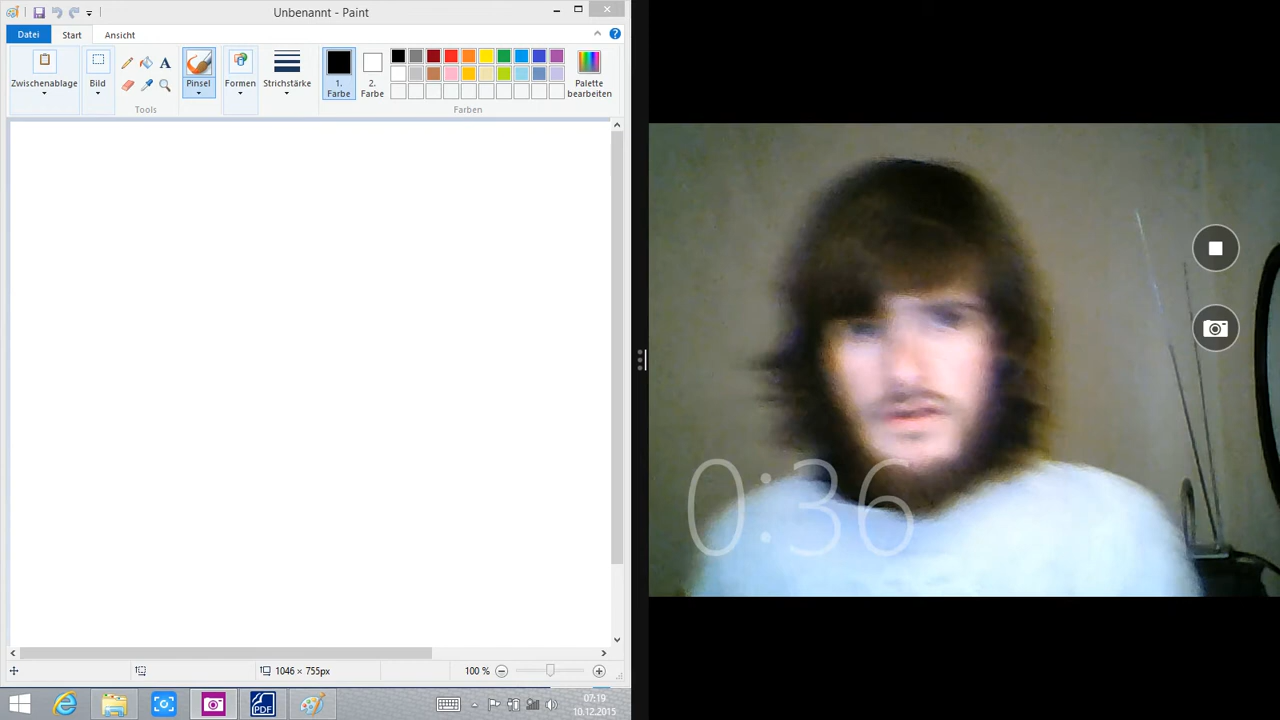 Unbenannt - Paint
Datei
Start
Ansicht
Zwischenablage
Bild
A
Tools
Pinsel
Formen
Strichstärke
1.
Farbe
2.
Farbe
Farben
Palette
bearbeiten
0:36
1046 × 755px
100 %
PDF
07:19
10.12.2015